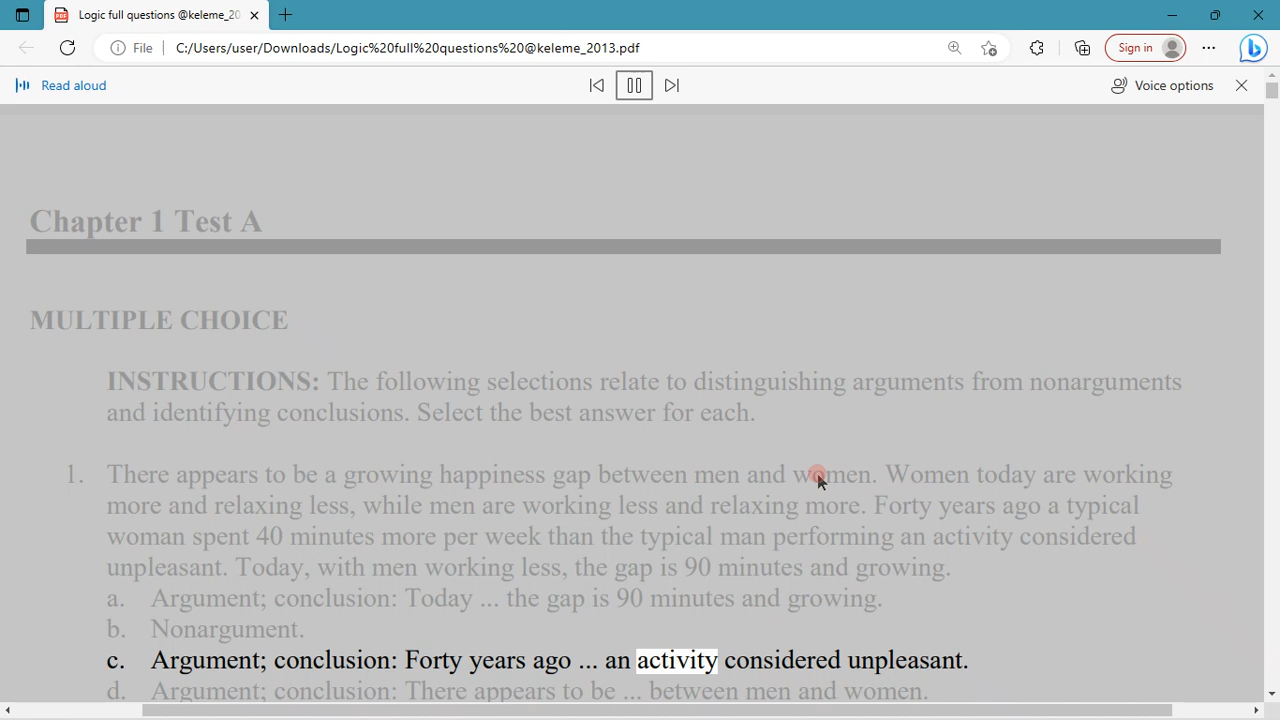 Logic full questions @keleme_20
File
C:/Users/user/Downloads/Logic%20full%20questions%20@keleme_2013.pdf
Sign in
Read aloud
Voice options
Chapter 1 Test A
MULTIPLE CHOICE
INSTRUCTIONS: The following selections relate to distinguishing arguments from nonarguments
and identifying conclusions. Select the best answer for each.
1. There appears to be a growing happiness gap between men and women. Women today are working
more and relaxing less, while men are working less and relaxing more. Forty years ago a typical
woman spent 40 minutes more per week than the typical man performing an activity considered
unpleasant. Today, with men working less, the gap is 90 minutes and growing.
a. Argument; conclusion: Today ... the gap is 90 minutes and growing.
b. Nonargument.
c. Argument; conclusion: Forty years ago ... an activity considered unpleasant.
d. Argument; conclusion: There appears to be ... between men and women.